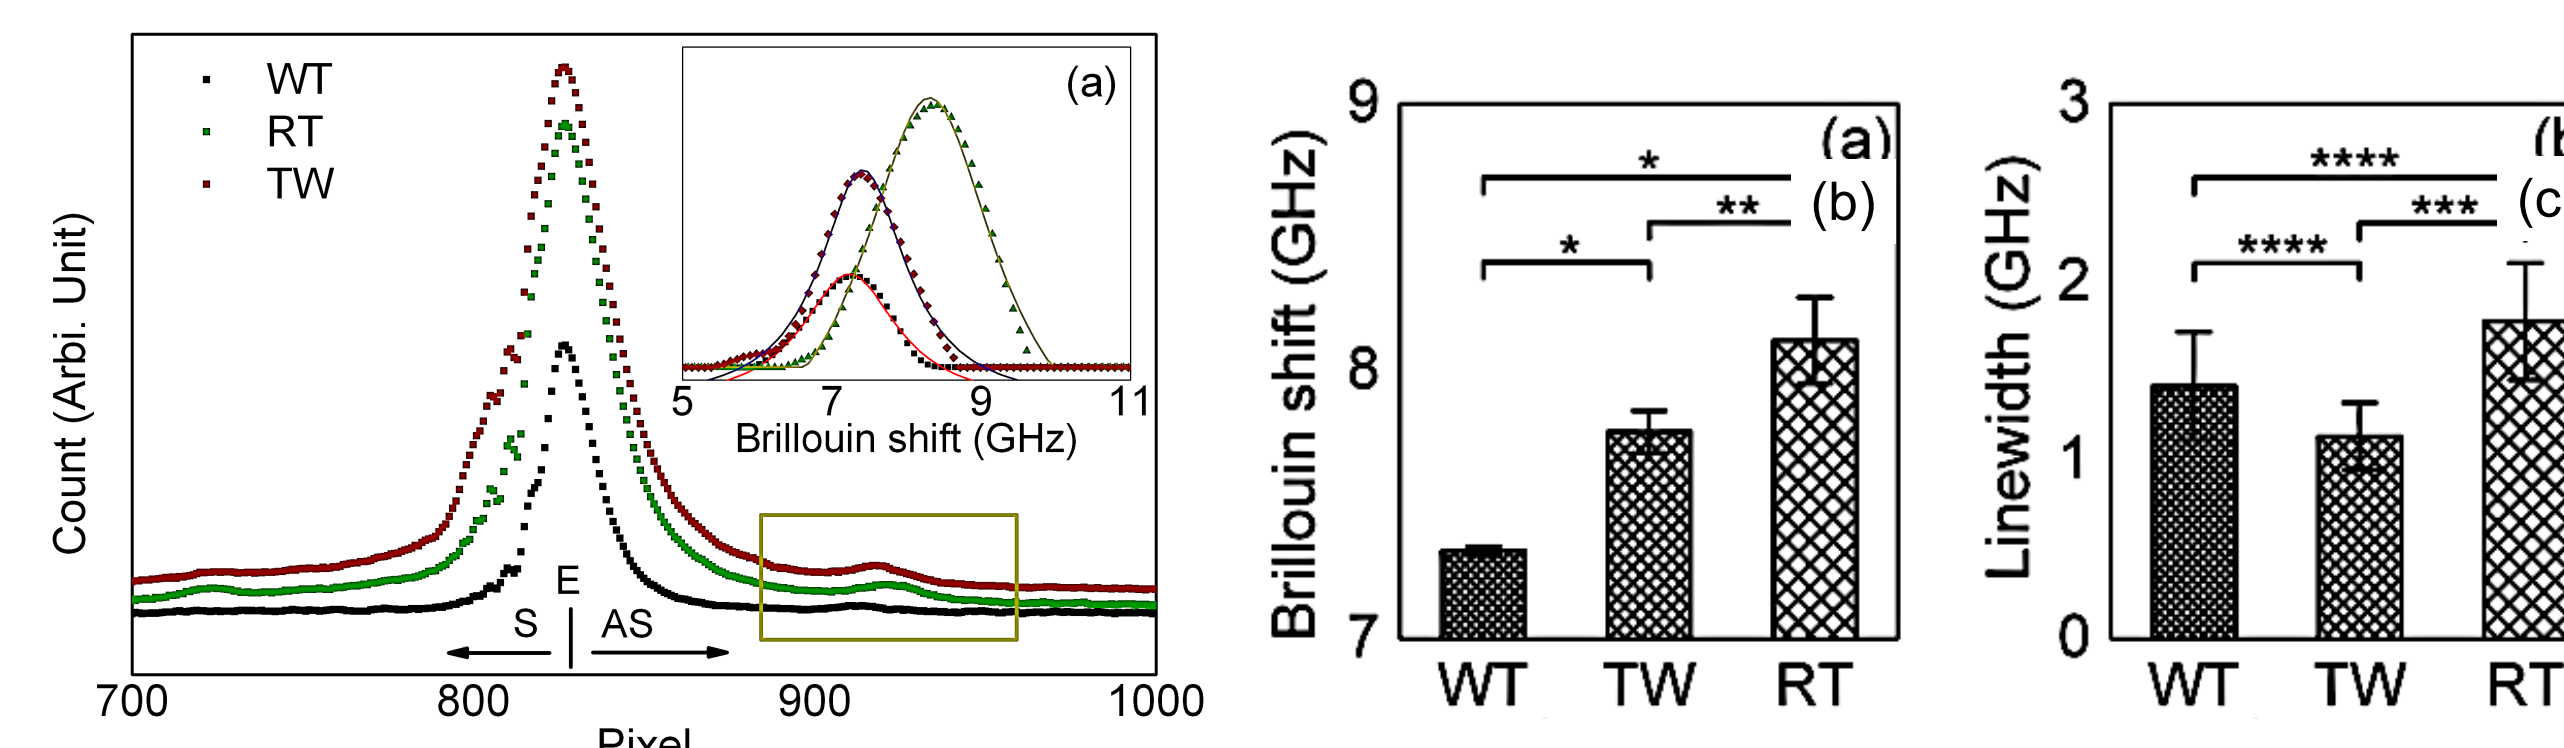 WT
RT
TW
(a)
5 7 9 11
Brillouin shift (GHz)
Count (Arbi. Unit)
E
S AS
700 800 900 1000
Pixel
Brillouin shift (GHz)
9
8
7
(a)
(b)
*
**
*
WT TW RT
Linewidth (GHz)
3
2
1
0
(c
****
***
****
WT TW RT